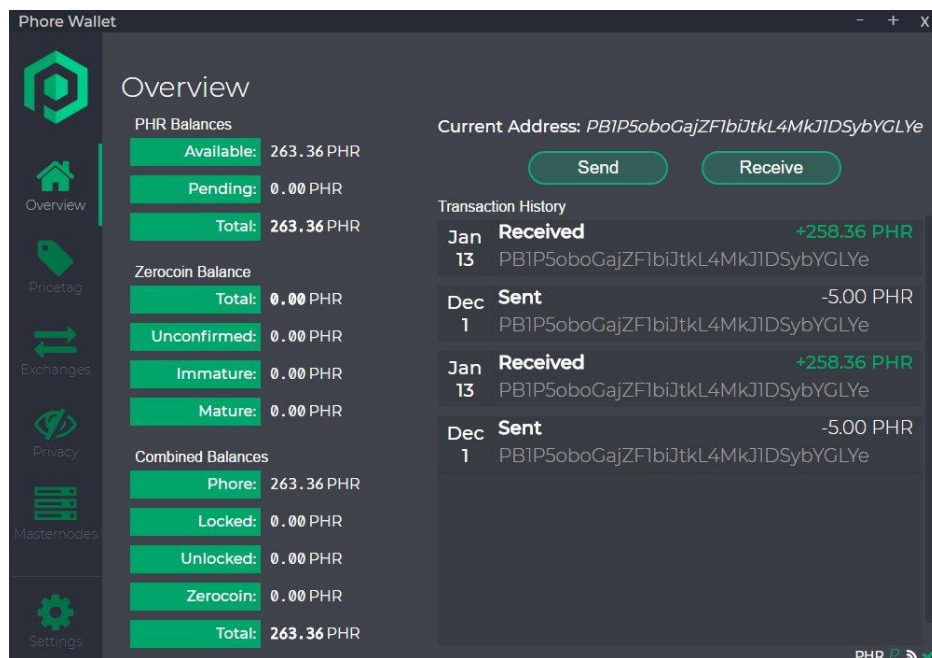 Phore Wallet
- + x
Overview
PHR Balances
Available: 263.36 PHR
Pending: 0.00 PHR
Total: 263.36 PHR
Zerocoin Balance
Total: 0.00 PHR
Unconfirmed: 0.00 PHR
Immature: 0.00 PHR
Mature: 0.00 PHR
Combined Balances
Phore: 263.36 PHR
Locked: 0.00 PHR
Unlocked: 0.00 PHR
Zerocoin: 0.00 PHR
Total: 263.36 PHR
Current Address: PB1P5oboGajZF1biJtkL4MkJ1DSybYGLYe
Send Receive
Transaction History
Jan 13 Received +258.36 PHR
PB1P5oboGajZF1biJtkL4MkJ1DSybYGLYe
Dec 1 Sent -5.00 PHR
PB1P5oboGajZF1biJtkL4MkJ1DSybYGLYe
Jan 13 Received +258.36 PHR
PB1P5oboGajZF1biJtkL4MkJ1DSybYGLYe
Dec 1 Sent -5.00 PHR
PB1P5oboGajZF1biJtkL4MkJ1DSybYGLYe
Overview
Pricetag
Exchanges
Privacy
Masternodes
Settings
PHR